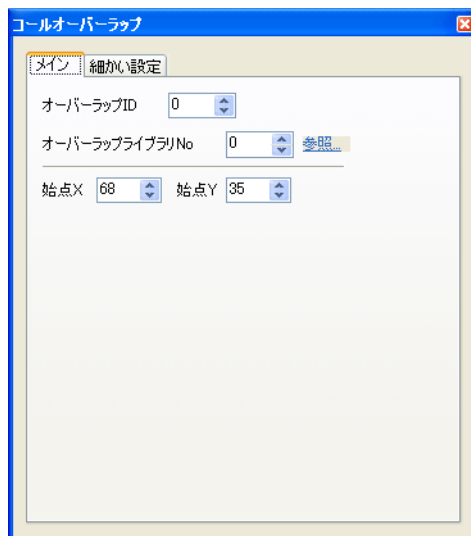 コールオーバーラップ
メイン 細かい設定
オーバーラップID 0
オーバーラップライブラリNo 0 参照...
始点X 68 始点Y 35